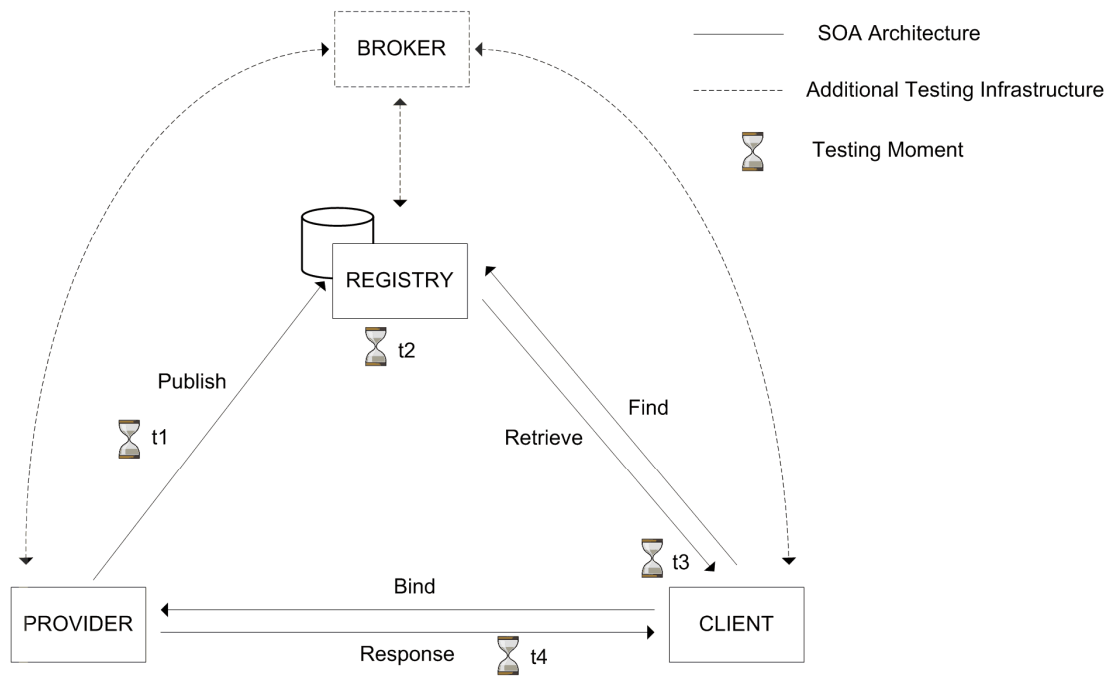 BROKER
SOA Architecture
Additional Testing Infrastructure
Testing Moment
REGISTRY
t2
Publish
t1
Find
Retrieve
t3
Bind
PROVIDER
CLIENT
Response
t4